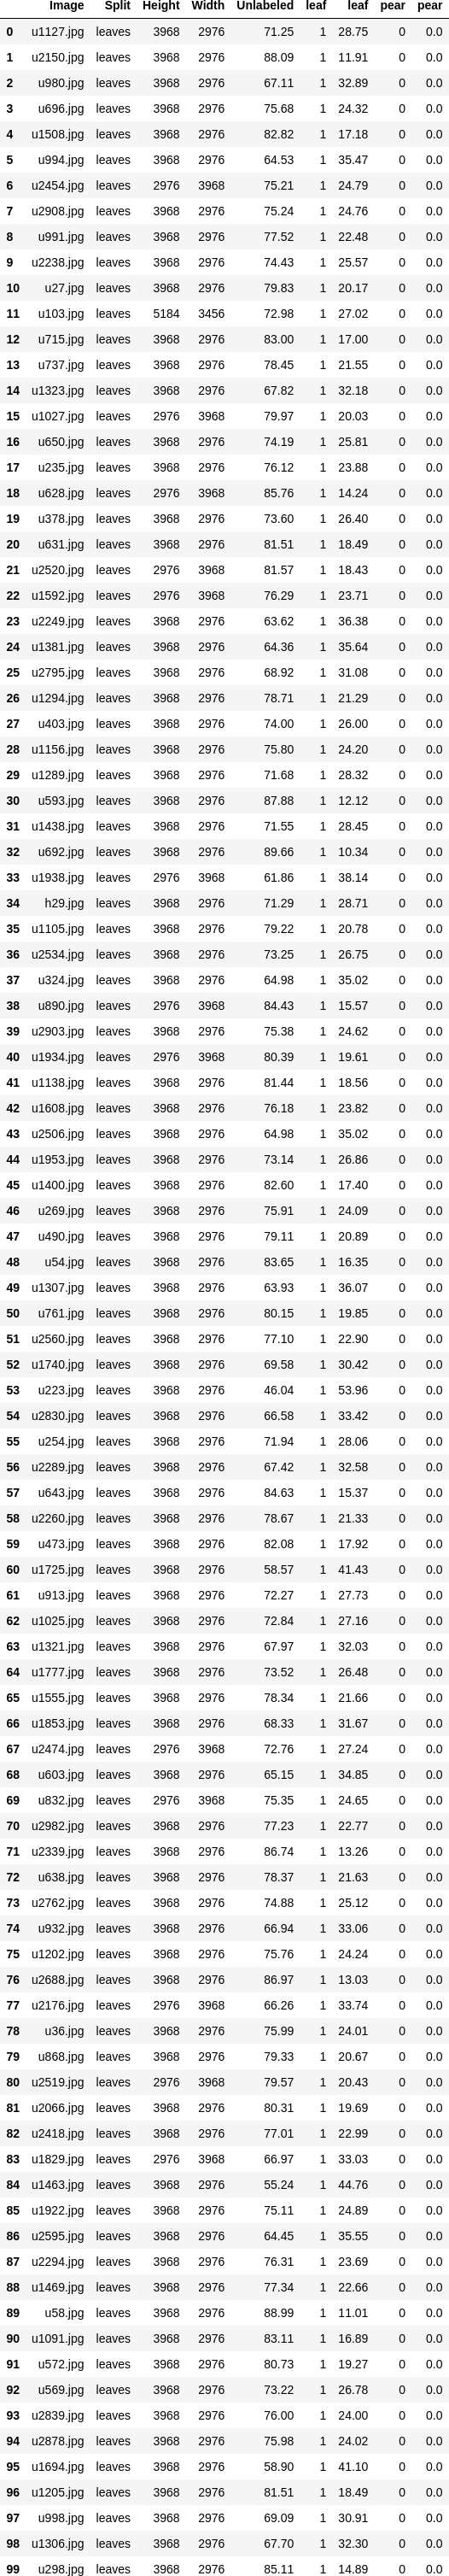 Image Split Height Width Unlabeled leaf leaf pear pear
0 u1127.jpg leaves 3968 2976 71.25 1 28.75 0 0.0
1 u2150.jpg leaves 3968 2976 88.09 1 11.91 0 0.0
2 u980.jpg leaves 3968 2976 67.11 1 32.89 0 0.0
3 u696.jpg leaves 3968 2976 75.68 1 24.32 0 0.0
4 u1508.jpg leaves 3968 2976 82.82 1 17.18 0 0.0
5 u994.jpg leaves 3968 2976 64.53 1 35.47 0 0.0
6 u2454.jpg leaves 2976 3968 75.21 1 24.79 0 0.0
7 u2908.jpg leaves 3968 2976 75.24 1 24.76 0 0.0
8 u991.jpg leaves 3968 2976 77.52 1 22.48 0 0.0
9 u2238.jpg leaves 3968 2976 74.43 1 25.57 0 0.0
10 u27.jpg leaves 3968 2976 79.83 1 20.17 0 0.0
11 u103.jpg leaves 5184 3456 72.98 1 27.02 0 0.0
12 u715.jpg leaves 3968 2976 83.00 1 17.00 0 0.0
13 u737.jpg leaves 3968 2976 78.45 1 21.55 0 0.0
14 u1323.jpg leaves 3968 2976 67.82 1 32.18 0 0.0
15 u1027.jpg leaves 2976 3968 79.97 1 20.03 0 0.0
16 u650.jpg leaves 3968 2976 74.19 1 25.81 0 0.0
17 u235.jpg leaves 3968 2976 76.12 1 23.88 0 0.0
18 u628.jpg leaves 2976 3968 85.76 1 14.24 0 0.0
19 u378.jpg leaves 3968 2976 73.60 1 26.40 0 0.0
20 u631.jpg leaves 3968 2976 81.51 1 18.49 0 0.0
21 u2520.jpg leaves 2976 3968 81.57 1 18.43 0 0.0
22 u1592.jpg leaves 2976 3968 76.29 1 23.71 0 0.0
23 u2249.jpg leaves 3968 2976 63.62 1 36.38 0 0.0
24 u1381.jpg leaves 3968 2976 64.36 1 35.64 0 0.0
25 u2795.jpg leaves 3968 2976 68.92 1 31.08 0 0.0
26 u1294.jpg leaves 3968 2976 78.71 1 21.29 0 0.0
27 u403.jpg leaves 3968 2976 74.00 1 26.00 0 0.0
28 u1156.jpg leaves 3968 2976 75.80 1 24.20 0 0.0
29 u1289.jpg leaves 3968 2976 71.68 1 28.32 0 0.0
30 u593.jpg leaves 3968 2976 87.88 1 12.12 0 0.0
31 u1438.jpg leaves 3968 2976 71.55 1 28.45 0 0.0
32 u692.jpg leaves 3968 2976 89.66 1 10.34 0 0.0
33 u1938.jpg leaves 2976 3968 61.86 1 38.14 0 0.0
34 h29.jpg leaves 3968 2976 71.29 1 28.71 0 0.0
35 u1105.jpg leaves 3968 2976 79.22 1 20.78 0 0.0
36 u2534.jpg leaves 3968 2976 73.25 1 26.75 0 0.0
37 u324.jpg leaves 3968 2976 64.98 1 35.02 0 0.0
38 u890.jpg leaves 2976 3968 84.43 1 15.57 0 0.0
39 u2903.jpg leaves 3968 2976 75.38 1 24.62 0 0.0
40 u1934.jpg leaves 2976 3968 80.39 1 19.61 0 0.0
41 u1138.jpg leaves 3968 2976 81.44 1 18.56 0 0.0
42 u1608.jpg leaves 3968 2976 76.18 1 23.82 0 0.0
43 u2506.jpg leaves 3968 2976 64.98 1 35.02 0 0.0
44 u1953.jpg leaves 3968 2976 73.14 1 26.86 0 0.0
45 u1400.jpg leaves 3968 2976 82.60 1 17.40 0 0.0
46 u269.jpg leaves 3968 2976 75.91 1 24.09 0 0.0
47 u490.jpg leaves 3968 2976 79.11 1 20.89 0 0.0
48 u54.jpg leaves 3968 2976 83.65 1 16.35 0 0.0
49 u1307.jpg leaves 3968 2976 63.93 1 36.07 0 0.0
50 u761.jpg leaves 3968 2976 80.15 1 19.85 0 0.0
51 u2560.jpg leaves 3968 2976 77.10 1 22.90 0 0.0
52 u1740.jpg leaves 3968 2976 69.58 1 30.42 0 0.0
53 u223.jpg leaves 3968 2976 46.04 1 53.96 0 0.0
54 u2830.jpg leaves 3968 2976 66.58 1 33.42 0 0.0
55 u254.jpg leaves 3968 2976 71.94 1 28.06 0 0.0
56 u2289.jpg leaves 3968 2976 67.42 1 32.58 0 0.0
57 u643.jpg leaves 3968 2976 84.63 1 15.37 0 0.0
58 u2260.jpg leaves 3968 2976 78.67 1 21.33 0 0.0
59 u473.jpg leaves 3968 2976 82.08 1 17.92 0 0.0
60 u1725.jpg leaves 3968 2976 58.57 1 41.43 0 0.0
61 u913.jpg leaves 3968 2976 72.27 1 27.73 0 0.0
62 u1025.jpg leaves 3968 2976 72.84 1 27.16 0 0.0
63 u1321.jpg leaves 3968 2976 67.97 1 32.03 0 0.0
64 u1777.jpg leaves 3968 2976 73.52 1 26.48 0 0.0
65 u1555.jpg leaves 3968 2976 78.34 1 21.66 0 0.0
66 u1853.jpg leaves 3968 2976 68.33 1 31.67 0 0.0
67 u2474.jpg leaves 2976 3968 72.76 1 27.24 0 0.0
68 u603.jpg leaves 3968 2976 65.15 1 34.85 0 0.0
69 u832.jpg leaves 2976 3968 75.35 1 24.65 0 0.0
70 u2982.jpg leaves 3968 2976 77.23 1 22.77 0 0.0
71 u2339.jpg leaves 3968 2976 86.74 1 13.26 0 0.0
72 u638.jpg leaves 3968 2976 78.37 1 21.63 0 0.0
73 u2762.jpg leaves 3968 2976 74.88 1 25.12 0 0.0
74 u932.jpg leaves 3968 2976 66.94 1 33.06 0 0.0
75 u1202.jpg leaves 3968 2976 75.76 1 24.24 0 0.0
76 u2688.jpg leaves 3968 2976 86.97 1 13.03 0 0.0
77 u2176.jpg leaves 2976 3968 66.26 1 33.74 0 0.0
78 u36.jpg leaves 3968 2976 75.99 1 24.01 0 0.0
79 u868.jpg leaves 3968 2976 79.33 1 20.67 0 0.0
80 u2519.jpg leaves 2976 3968 79.57 1 20.43 0 0.0
81 u2066.jpg leaves 3968 2976 80.31 1 19.69 0 0.0
82 u2418.jpg leaves 3968 2976 77.01 1 22.99 0 0.0
83 u1829.jpg leaves 2976 3968 66.97 1 33.03 0 0.0
84 u1463.jpg leaves 3968 2976 55.24 1 44.76 0 0.0
85 u1922.jpg leaves 3968 2976 75.11 1 24.89 0 0.0
86 u2595.jpg leaves 3968 2976 64.45 1 35.55 0 0.0
87 u2294.jpg leaves 3968 2976 76.31 1 23.69 0 0.0
88 u1469.jpg leaves 3968 2976 77.34 1 22.66 0 0.0
89 u58.jpg leaves 3968 2976 88.99 1 11.01 0 0.0
90 u1091.jpg leaves 3968 2976 83.11 1 16.89 0 0.0
91 u572.jpg leaves 3968 2976 80.73 1 19.27 0 0.0
92 u569.jpg leaves 3968 2976 73.22 1 26.78 0 0.0
93 u2839.jpg leaves 3968 2976 76.00 1 24.00 0 0.0
94 u2878.jpg leaves 3968 2976 75.98 1 24.02 0 0.0
95 u1694.jpg leaves 3968 2976 58.90 1 41.10 0 0.0
96 u1205.jpg leaves 3968 2976 81.51 1 18.49 0 0.0
97 u998.jpg leaves 3968 2976 69.09 1 30.91 0 0.0
98 u1306.jpg leaves 3968 2976 67.70 1 32.30 0 0.0
99 u298.jpg leaves 3968 2976 85.11 1 14.89 0 0.0